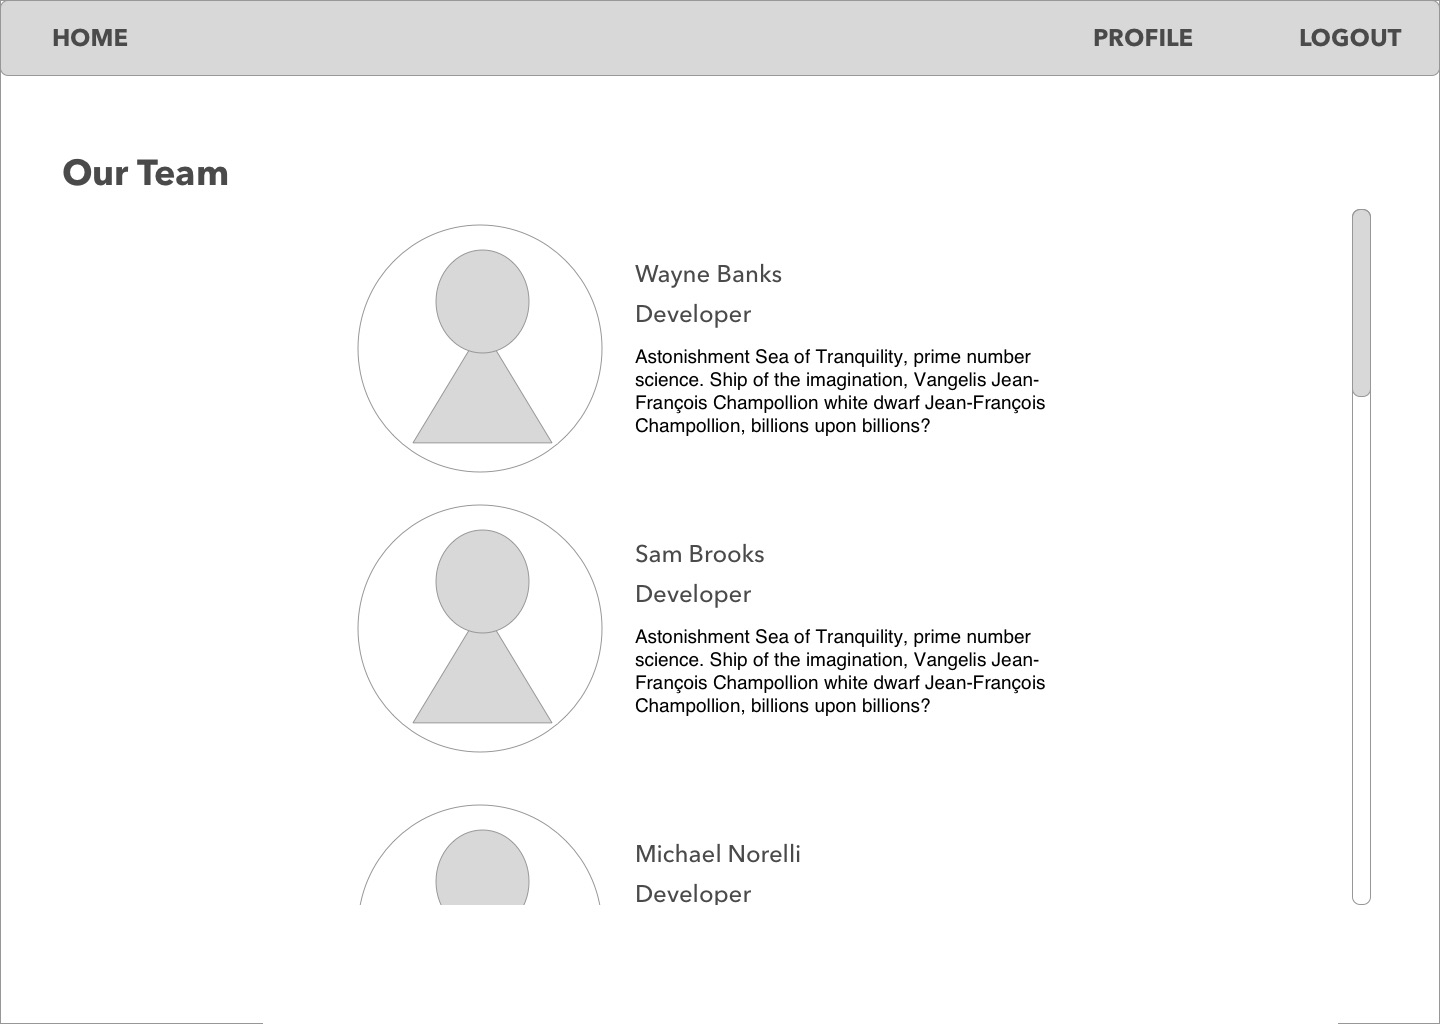 HOME PROFILE LOGOUT
Our Team
Wayne Banks
Developer
Astonishment Sea of Tranquility, prime number
science. Ship of the imagination, Vangelis Jean-
François Champollion white dwarf Jean-François
Champollion, billions upon billions?
Sam Brooks
Developer
Astonishment Sea of Tranquility, prime number
science. Ship of the imagination, Vangelis Jean-
François Champollion white dwarf Jean-François
Champollion, billions upon billions?
Michael Norelli
Developer